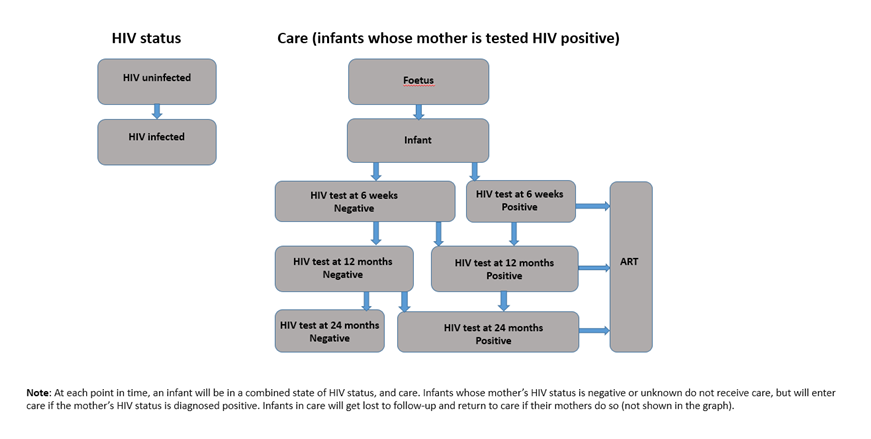 HIV status
Care (infants whose mother is tested HIV positive)
HIV uninfected
HIV infected
Foetus
Infant
HIV test at 6 weeks
Negative
HIV test at 6 weeks
Positive
HIV test at 12 months
Negative
HIV test at 12 months
Positive
ART
HIV test at 24 months
Negative
HIV test at 24 months
Positive
Note: At each point in time, an infant will be in a combined state of HIV status, and care. Infants whose mother's HIV status is negative or unknown do not receive care, but will enter
care if the mother's HIV status is diagnosed positive. Infants in care will get lost to follow-up and return to care if their mothers do so (not shown in the graph).